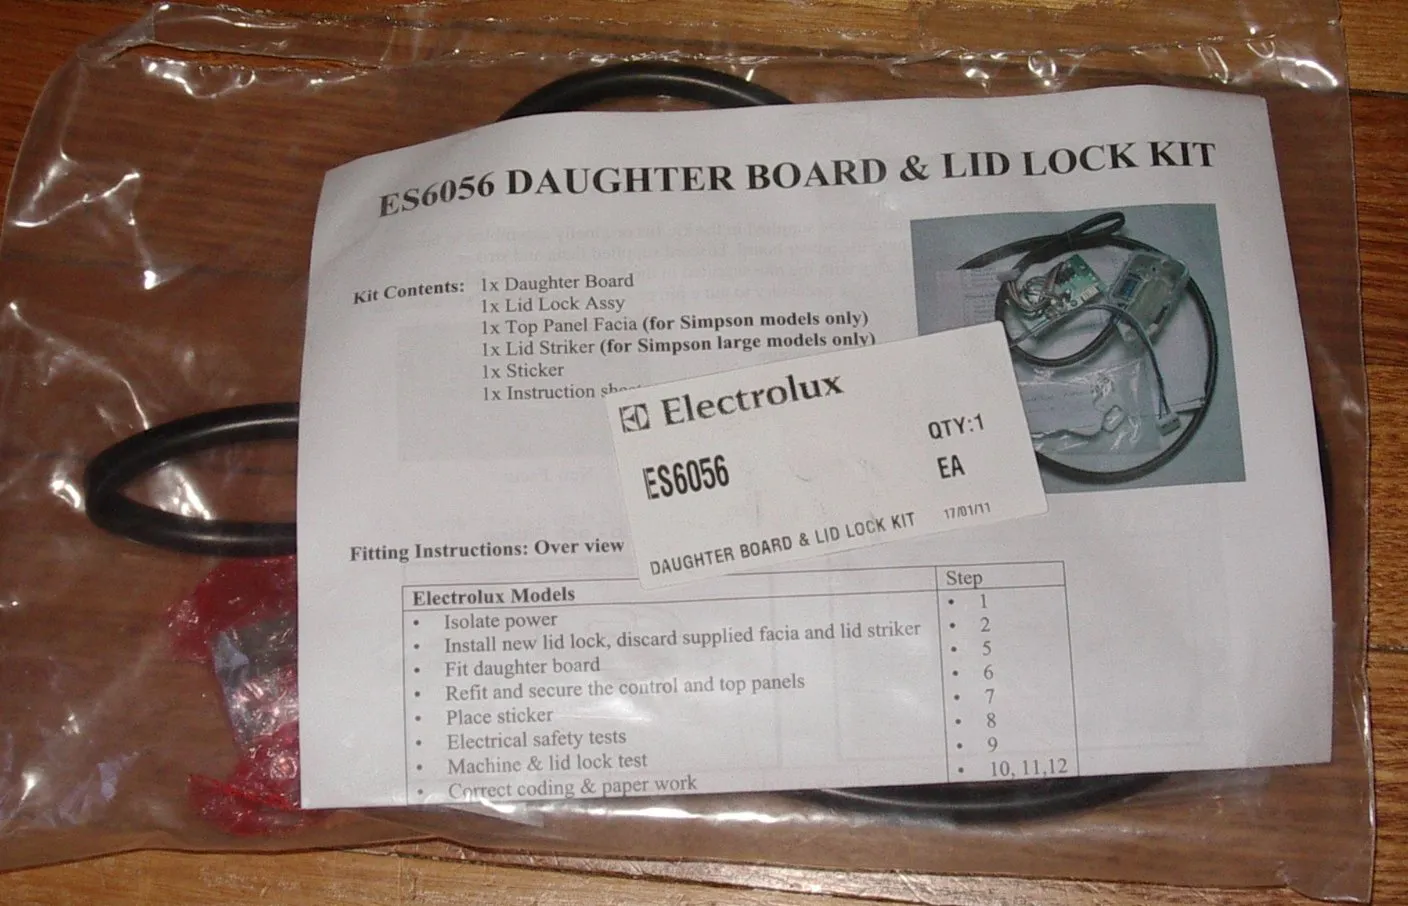 ES6056 DAUGHTER BOARD & LID LOCK KIT
Kit Contents: 1x Daughter Board
1x Lid Lock Assy
1x Top Panel Facia (for Simpson models only)
1x Lid Striker (for Simpson large models only)
1x Sticker
1x Instruction
Electrolux
ES6056
QTY:1
EA
DAUGHTER BOARD & LID LOCK KIT
17/01/11
Fitting Instructions: Over view
Electrolux Models Step
• Isolate power • 1
• Install new lid lock, discard supplied facia and lid striker • 2
• Fit daughter board • 5
• Refit and secure the control and top panels • 6
• Place sticker • 7
• Electrical safety tests • 8
• Machine & lid lock test • 9
• Correct coding & paper work • 10, 11,12